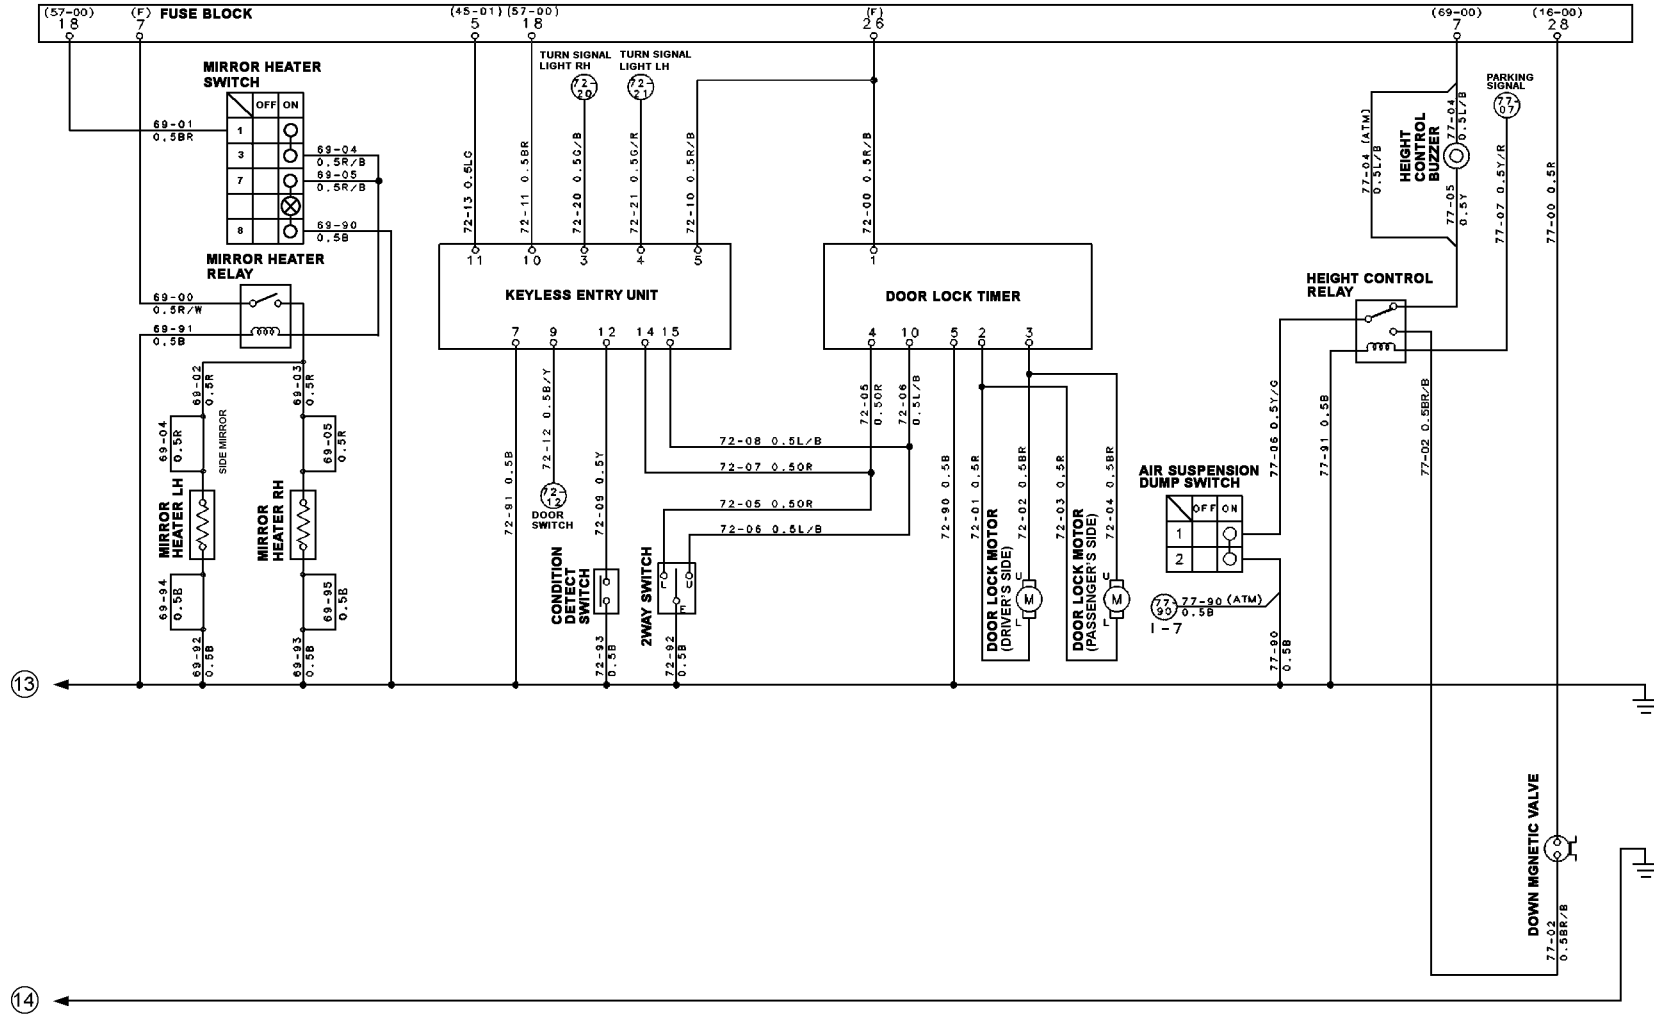 (57-00) (F) FUSE BLOCK (45-01) (57-00) (F) (69-00) (16-00)
18 7 5 18 26 7 28
MIRROR HEATER
SWITCH
OFF ON
1
3
7
8
69-01
0.5BR
69-04
0.5R/B
69-05
0.5R/B
69-90
0.5B
MIRROR HEATER
RELAY
69-00
0.5R/W
69-91
0.5B
69-02
0.5R
69-03
0.5R
69-04
0.5R
SIDE MIRROR
69-05
0.5R
MIRROR
HEATER LH
MIRROR
HEATER RH
69-94
0.5B
69-95
0.5B
69-92
0.5B
69-93
0.5B
TURN SIGNAL
LIGHT RH
72-
20
TURN SIGNAL
LIGHT LH
72-
21
72-13 0.5LG
72-11 0.5BR
72-20 0.5G/B
72-21 0.5G/R
72-10 0.5R/B
72-00 0.5R/B
11 10 3 4 5
KEYLESS ENTRY UNIT
7 9 12 14 15
1
DOOR LOCK TIMER
4 10 5 2 3
72-91 0.5B
72-12 0.5B/Y
72-
12
DOOR
SWITCH
72-09 0.5Y
72-08 0.5L/B
72-07 0.5OR
72-05 0.5OR
72-06 0.5L/B
72-05
0.5OR
72-06
0.5L/B
CONDITION
DETECT
SWITCH
72-93
0.5B
2WAY SWITCH
L U
E
72-92
0.5B
72-90 0.5B
72-01 0.5R
72-02 0.5BR
72-03 0.5R
72-04 0.5BR
DOOR LOCK MOTOR
(DRIVER'S SIDE)
U
M
L
DOOR LOCK MOTOR
(PASSENGER'S SIDE)
U
M
L
PARKING
SIGNAL
77-
07
77-04 (ATM)
0.5L/B
HEIGHT
CONTROL
BUZZER
77-04
0.5L/B
77-05
0.5Y
77-07 0.5Y/R
77-00 0.5R
HEIGHT CONTROL
RELAY
77-06 0.5Y/G
77-91 0.5B
77-02 0.5BR/B
AIR SUSPENSION
DUMP SWITCH
OFF ON
1
2
77-
90
77-90 (ATM)
0.5B
I-7
77-90
0.5B
13
DOWN MGNETIC VALVE
77-02
0.5BR/B
14